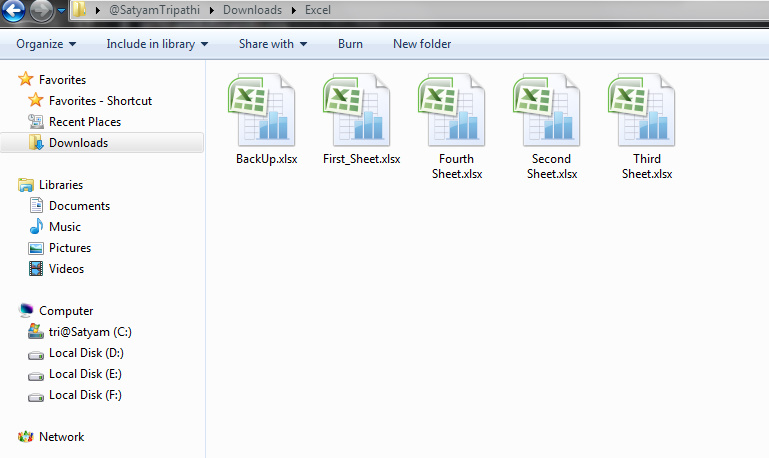 @SatyamTripathi Downloads Excel
Organize Include in library Share with Burn New folder
Favorites
Favorites - Shortcut
Recent Places
Downloads
Libraries
Documents
Music
Pictures
Videos
Computer
tri@Satyam (C:)
Local Disk (D:)
Local Disk (E:)
Local Disk (F:)
Network
BackUp.xlsx
First_Sheet.xlsx
Fourth
Sheet.xlsx
Second
Sheet.xlsx
Third
Sheet.xlsx